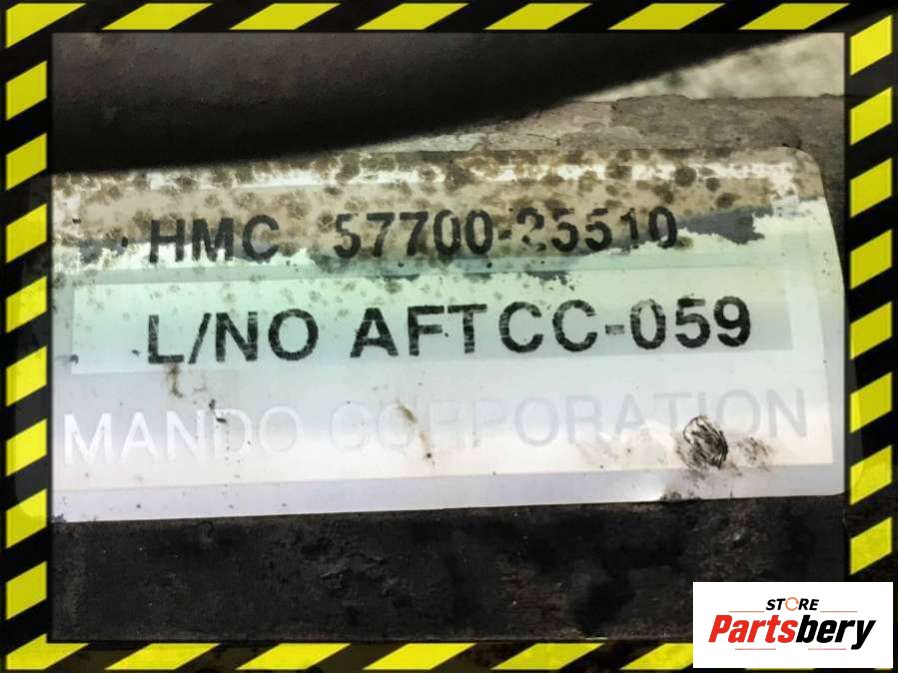 HMC 57700-25510
L/NO AFTCC-059
MANDO CORPORATION
STORE
Partsbery